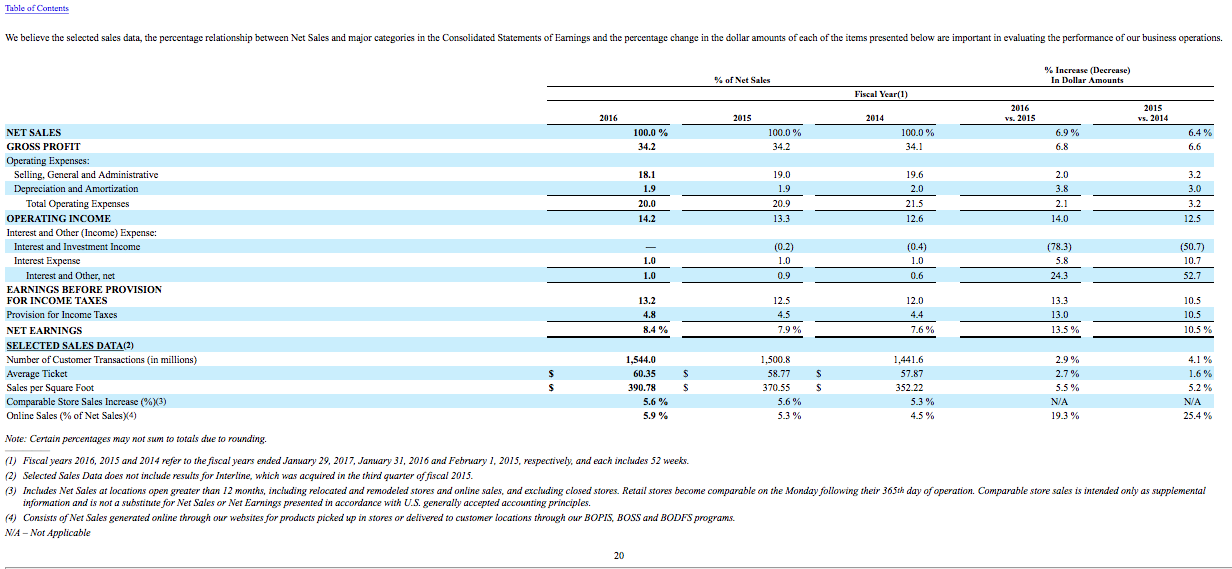 Table of Contents
We believe the selected sales data, the percentage relationship between Net Sales and major categories in the Consolidated Statements of Earnings and the percentage change in the dollar amounts of each of the items presented below are important in evaluating the performance of our business operations.
% of Net Sales % Increase (Decrease) In Dollar Amounts
Fiscal Year(1)
2016 2015 2014 2016 vs. 2015 2015 vs. 2014
NET SALES 100.0 % 100.0 % 100.0 % 6.9 % 6.4 %
GROSS PROFIT 34.2 34.2 34.1 6.8 6.6
Operating Expenses:
Selling, General and Administrative 18.1 19.0 19.6 2.0 3.2
Depreciation and Amortization 1.9 1.9 2.0 3.8 3.0
Total Operating Expenses 20.0 20.9 21.5 2.1 3.2
OPERATING INCOME 14.2 13.3 12.6 14.0 12.5
Interest and Other (Income) Expense:
Interest and Investment Income — (0.2) (0.4) (78.3) (50.7)
Interest Expense 1.0 1.0 1.0 5.8 10.7
Interest and Other, net 1.0 0.9 0.6 24.3 52.7
EARNINGS BEFORE PROVISION
FOR INCOME TAXES 13.2 12.5 12.0 13.3 10.5
Provision for Income Taxes 4.8 4.5 4.4 13.0 10.5
NET EARNINGS 8.4 % 7.9 % 7.6 % 13.5 % 10.5 %
SELECTED SALES DATA(2)
Number of Customer Transactions (in millions) 1,544.0 1,500.8 1,441.6 2.9 % 4.1 %
Average Ticket $ 60.35 $ 58.77 $ 57.87 2.7 % 1.6 %
Sales per Square Foot $ 390.78 $ 370.55 $ 352.22 5.5 % 5.2 %
Comparable Store Sales Increase (%)(3) 5.6 % 5.6 % 5.3 % N/A N/A
Online Sales (% of Net Sales)(4) 5.9 % 5.3 % 4.5 % 19.3 % 25.4 %
Note: Certain percentages may not sum to totals due to rounding.
(1) Fiscal years 2016, 2015 and 2014 refer to the fiscal years ended January 29, 2017, January 31, 2016 and February 1, 2015, respectively, and each includes 52 weeks.
(2) Selected Sales Data does not include results for Interline, which was acquired in the third quarter of fiscal 2015.
(3) Includes Net Sales at locations open greater than 12 months, including relocated and remodeled stores and online sales, and excluding closed stores. Retail stores become comparable on the Monday following their 365th day of operation. Comparable store sales is intended only as supplemental
information and is not a substitute for Net Sales or Net Earnings presented in accordance with U.S. generally accepted accounting principles.
(4) Consists of Net Sales generated online through our websites for products picked up in stores or delivered to customer locations through our BOPIS, BOSS and BODFS programs.
N/A – Not Applicable
20